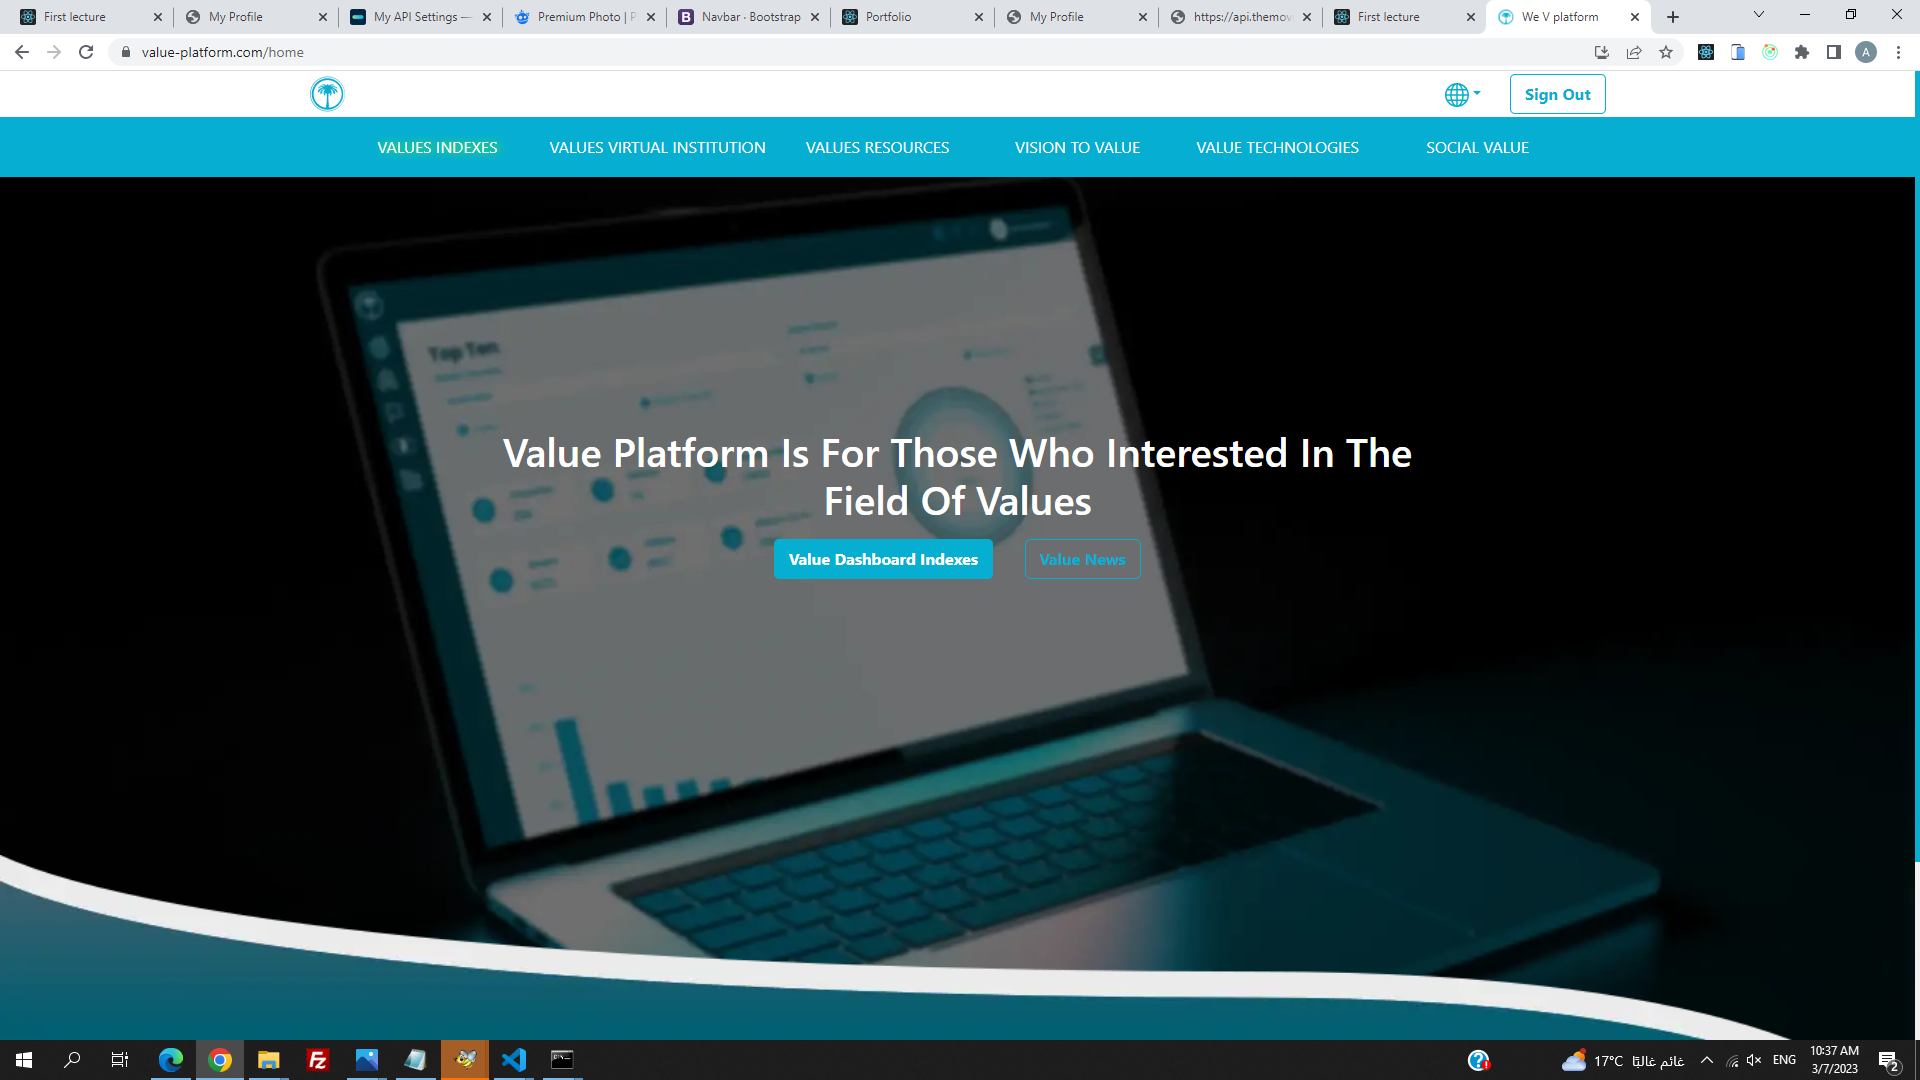 First lecture
My Profile
My API Settings —
Premium Photo | P
Navbar · Bootstrap
Portfolio
My Profile
https://api.themov
First lecture
We V platform
value-platform.com/home
A
Sign Out
VALUES INDEXES
VALUES VIRTUAL INSTITUTION
VALUES RESOURCES
VISION TO VALUE
VALUE TECHNOLOGIES
SOCIAL VALUE
Top Ten
Value Platform Is For Those Who Interested In The
Field Of Values
Value Dashboard Indexes
Value News
17°C غائم غالبًا
ENG
10:37 AM
3/7/2023
2